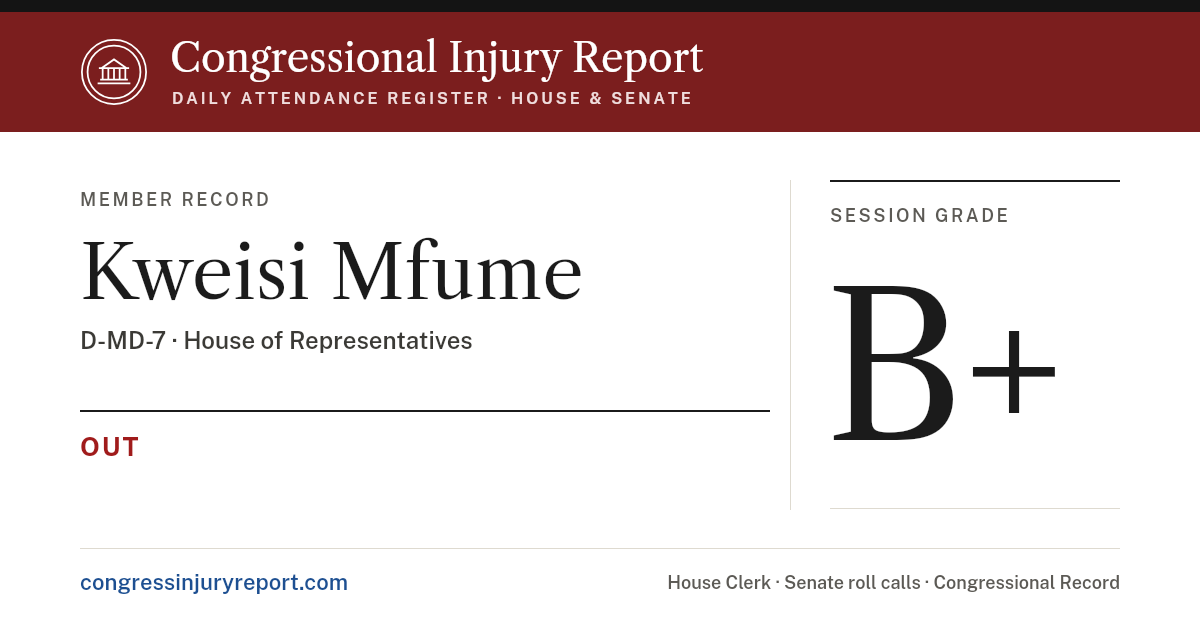 Congressional Injury Report
DAILY ATTENDANCE REGISTER · HOUSE & SENATE
MEMBER RECORD
Kweisi Mfume
D-MD-7 · House of Representatives
OUT
SESSION GRADE
B+
congressinjuryreport.com
House Clerk · Senate roll calls · Congressional Record